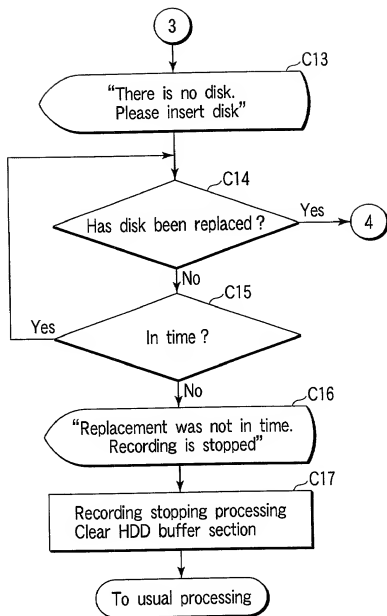 3
C13
“There is no disk.
Please insert disk”
C14
Has disk been replaced ?
Yes
4
No
C15
Yes
In time ?
No
C16
“Replacement was not in time.
Recording is stopped”
C17
Recording stopping processing
Clear HDD buffer section
To usual processing